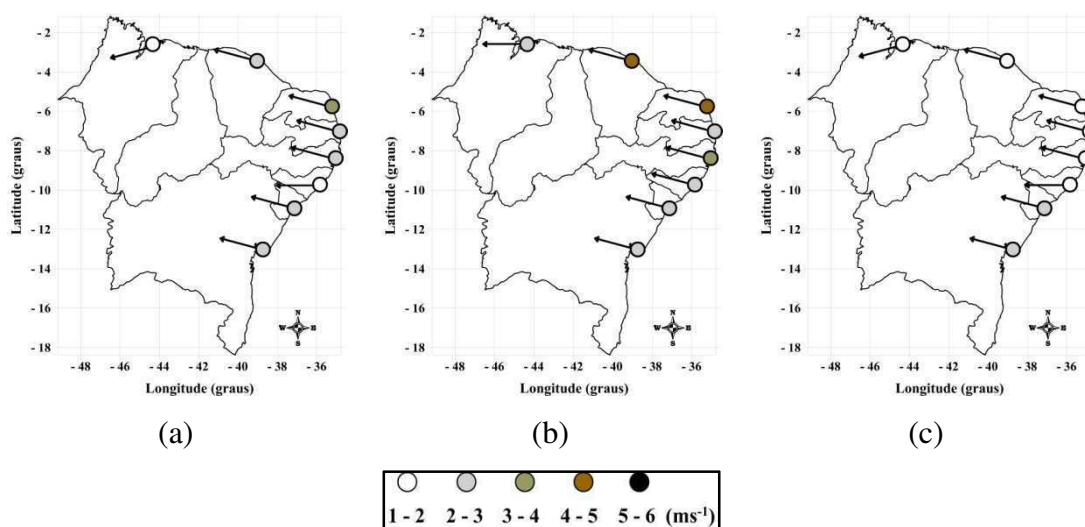 - 2
- 4
- 6
- 8
- 10
- 12
- 14
- 16
- 18
Latitude (graus)
- 48 - 46 - 44 - 42 - 40 - 38 - 36
Longitude (graus)
N
W E
S
(a)
- 2
- 4
- 6
- 8
- 10
- 12
- 14
- 16
- 18
Latitude (graus)
- 48 - 46 - 44 - 42 - 40 - 38 - 36
Longitude (graus)
N
W E
S
(b)
- 2
- 4
- 6
- 8
- 10
- 12
- 14
- 16
- 18
Latitude (graus)
- 48 - 46 - 44 - 42 - 40 - 38 - 36
Longitude (graus)
N
W E
S
(c)
1 - 2 2 - 3 3 - 4 4 - 5 5 - 6 (ms⁻¹)